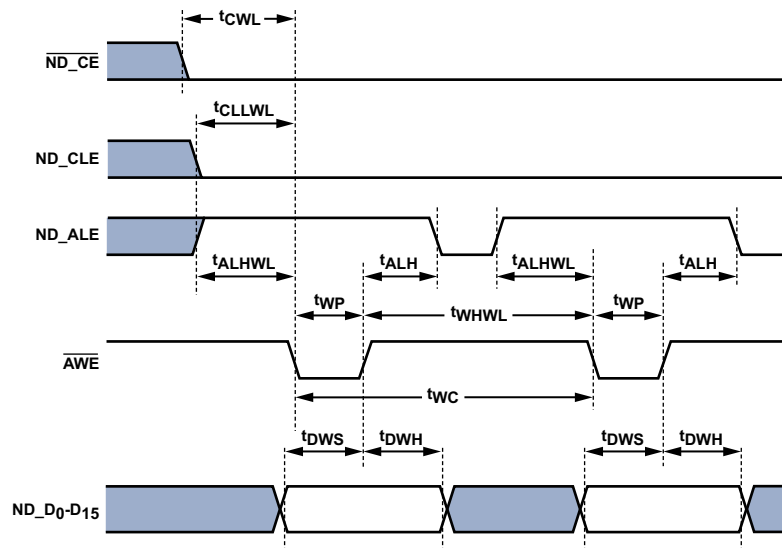 tCWL
ND_CE
tCLLWL
ND_CLE
ND_ALE
tALHWL tALH tALHWL tALH
tWP tWHWL tWP
AWE
tWC
tDWS tDWH tDWS tDWH
ND_D0-D15